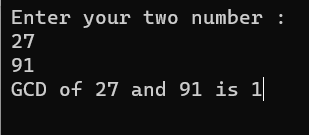 Enter your two number :
27
91
GCD of 27 and 91 is 1